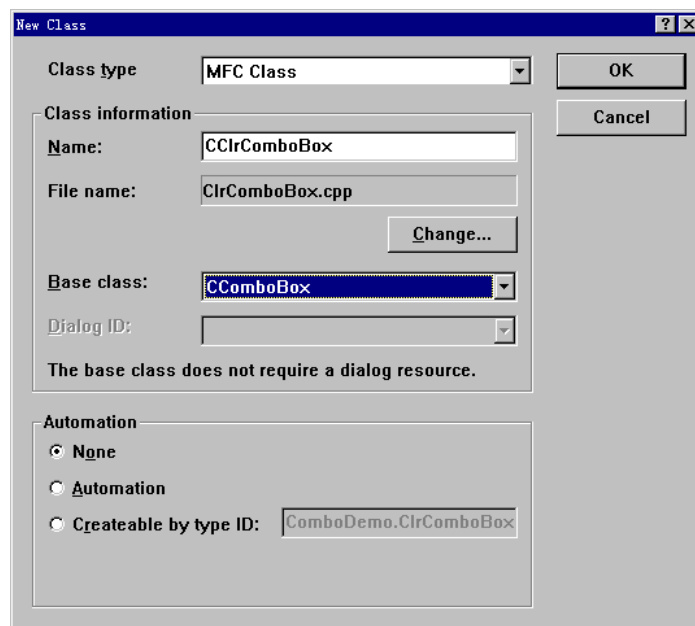 New Class
Class type
MFC Class
OK
Cancel
Class information
Name:
CClrComboBox
File name:
ClrComboBox.cpp
Change...
Base class:
CComboBox
Dialog ID:
The base class does not require a dialog resource.
Automation
None
Automation
Createable by type ID:
ComboDemo.ClrComboBox